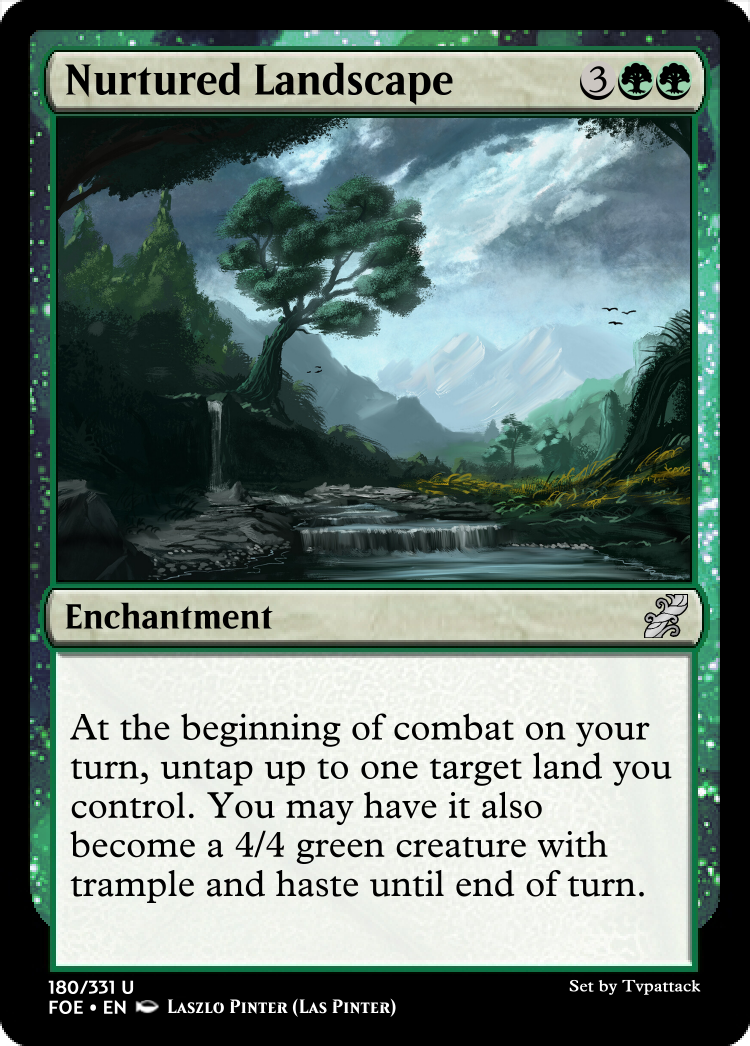 Nurtured Landscape 3
Enchantment
At the beginning of combat on your
turn, untap up to one target land you
control. You may have it also
become a 4/4 green creature with
trample and haste until end of turn.
180/331 U
Set by Tvpattack
FOE • EN Laszlo Pinter (Las Pinter)